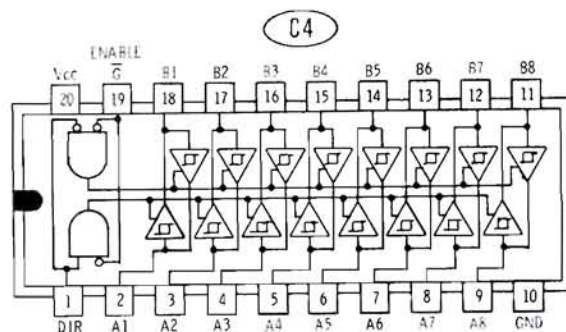 C4
ENABLE
Vcc G B1 B2 B3 B4 B5 B6 B7 B8
20 19 18 17 16 15 14 13 12 11
1 2 3 4 5 6 7 8 9 10
DIR A1 A2 A3 A4 A5 A6 A7 A8 GND